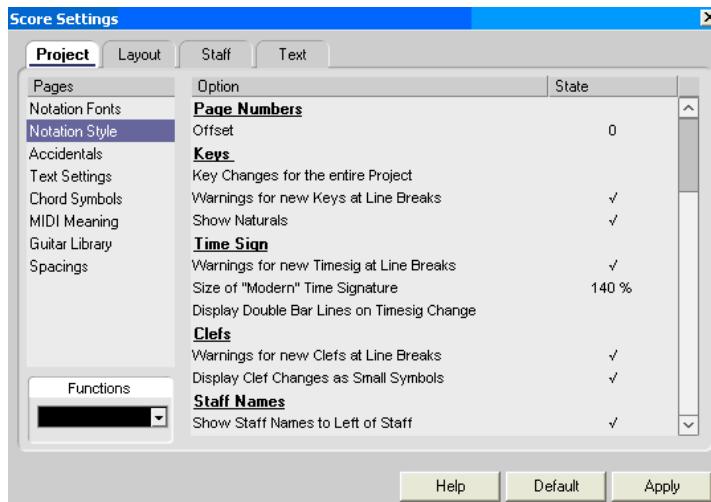 Score Settings
Project Layout Staff Text
Pages
Notation Fonts
Notation Style
Accidentals
Text Settings
Chord Symbols
MIDI Meaning
Guitar Library
Spacings
Functions
Option State
Page Numbers
Offset 0
Keys
Key Changes for the entire Project
Warnings for new Keys at Line Breaks √
Show Naturals √
Time Sign
Warnings for new Timesig at Line Breaks √
Size of "Modern" Time Signature 140 %
Display Double Bar Lines on Timesig Change
Clefs
Warnings for new Clefs at Line Breaks √
Display Clef Changes as Small Symbols √
Staff Names
Show Staff Names to Left of Staff √
Help Default Apply